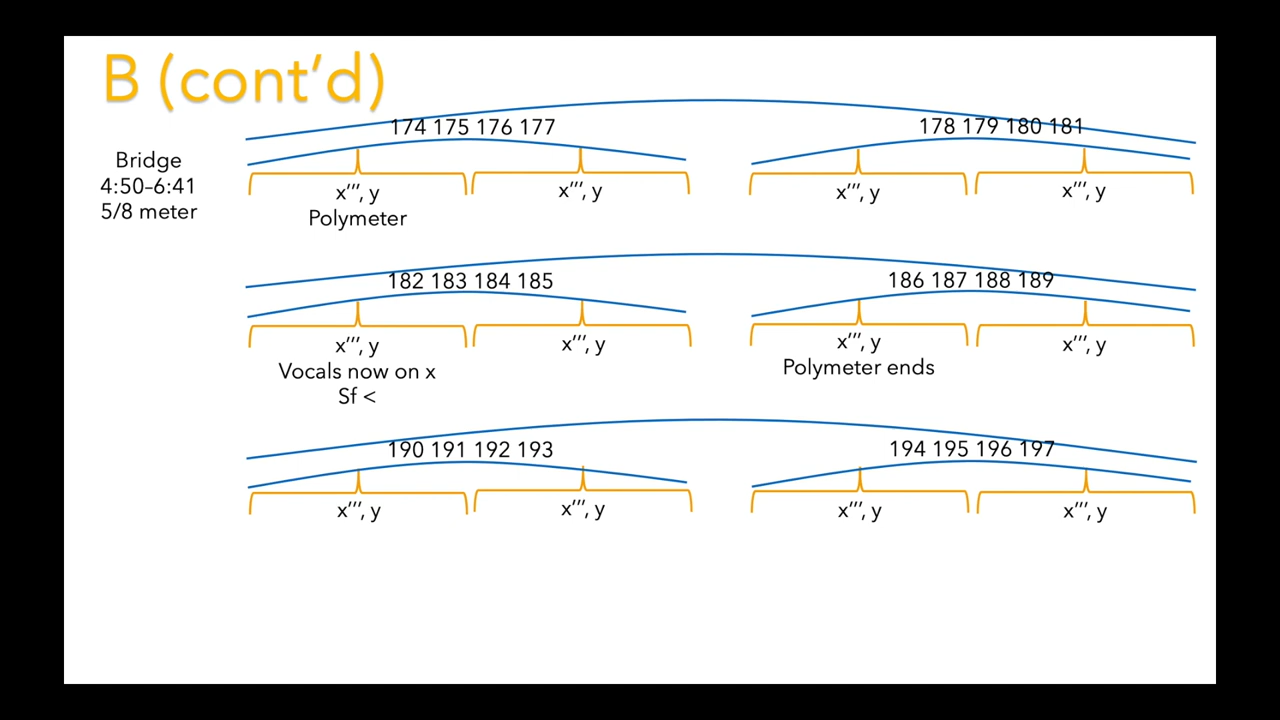 B (cont’d)
Bridge
4:50–6:41
5/8 meter
174 175 176 177
178 179 180 181
x’’’, y
x’’’, y
x’’’, y
x’’’, y
Polymeter
182 183 184 185
186 187 188 189
x’’’, y
x’’’, y
x’’’, y
x’’’, y
Vocals now on x
Sf <
Polymeter ends
190 191 192 193
194 195 196 197
x’’’, y
x’’’, y
x’’’, y
x’’’, y